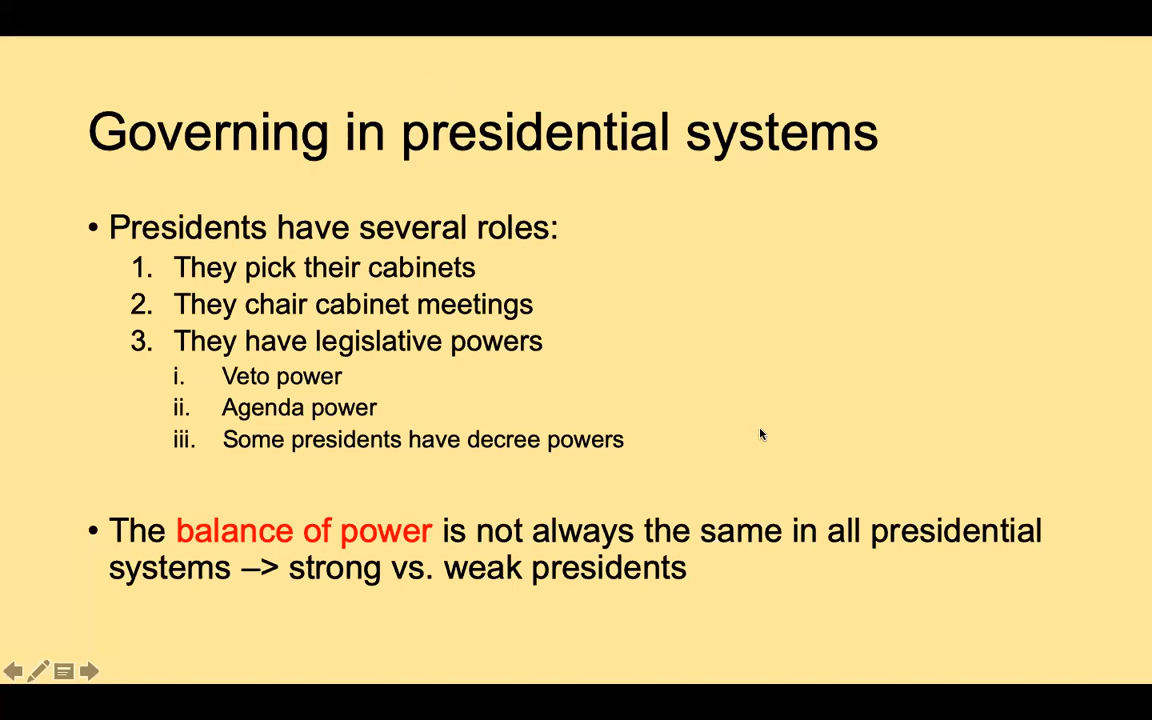 Governing in presidential systems
• Presidents have several roles:
1. They pick their cabinets
2. They chair cabinet meetings
3. They have legislative powers
i. Veto power
ii. Agenda power
iii. Some presidents have decree powers
• The balance of power is not always the same in all presidential
systems –> strong vs. weak presidents